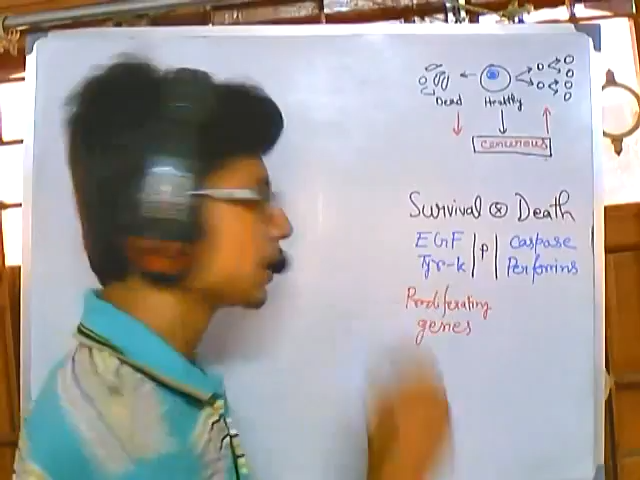 Dead Healthy
cancerous
Survival ⊗ Death
EGF | P | Caspase
Tyr-k Perforins
Proliferating
genes